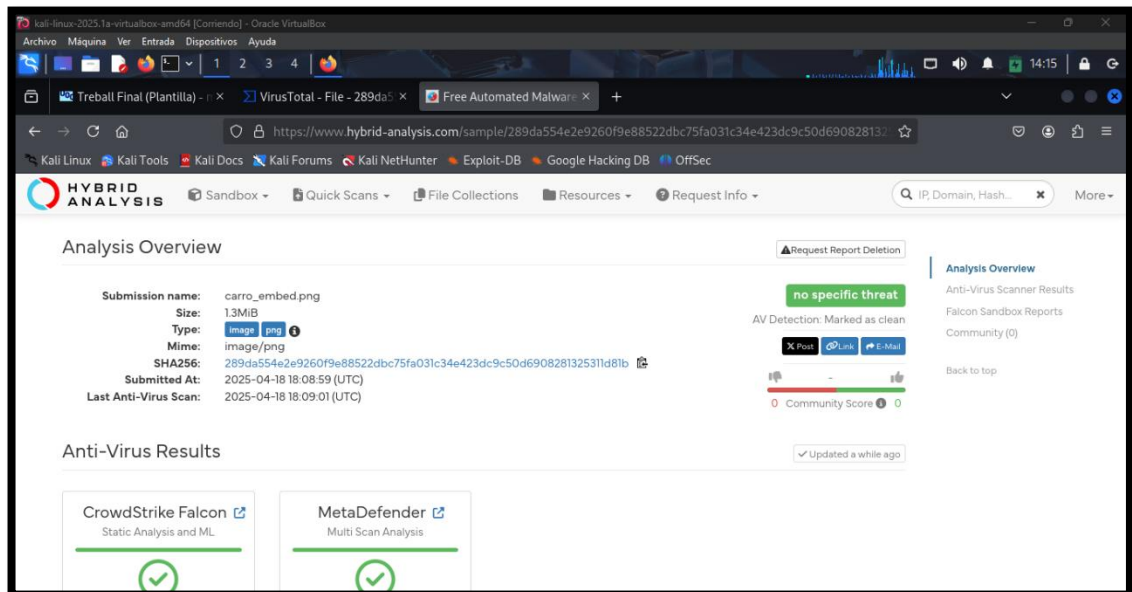 kali-linux-2025.1a-virtualbox-amd64 [Corriendo] - Oracle VirtualBox
Archivo Máquina Ver Entrada Dispositivos Ayuda
1 2 3 4 14:15
Treball Final (Plantilla) - VirusTotal - File - 289da5 Free Automated Malware
https://www.hybrid-analysis.com/sample/289da554e2e9260f9e88522dbc75fa031c34e423dc9c50d690828132
Kali Linux Kali Tools Kali Docs Kali Forums Kali NetHunter Exploit-DB Google Hacking DB OffSec
HYBRID
ANALYSIS
Sandbox Quick Scans File Collections Resources Request Info IP, Domain, Hash... More
Analysis Overview
Request Report Deletion
Submission name: carro_embed.png
Size: 1.3MiB
Type: image png
Mime: image/png
SHA256: 289da554e2e9260f9e88522dbc75fa031c34e423dc9c50d6908281325311d81b
Submitted At: 2025-04-18 18:08:59 (UTC)
Last Anti-Virus Scan: 2025-04-18 18:09:01 (UTC)
no specific threat
AV Detection: Marked as clean
X Post Link E-Mail
-
0 Community Score 0
Analysis Overview
Anti-Virus Scanner Results
Falcon Sandbox Reports
Community (0)
Back to top
Anti-Virus Results
Updated a while ago
CrowdStrike Falcon
Static Analysis and ML
MetaDefender
Multi Scan Analysis